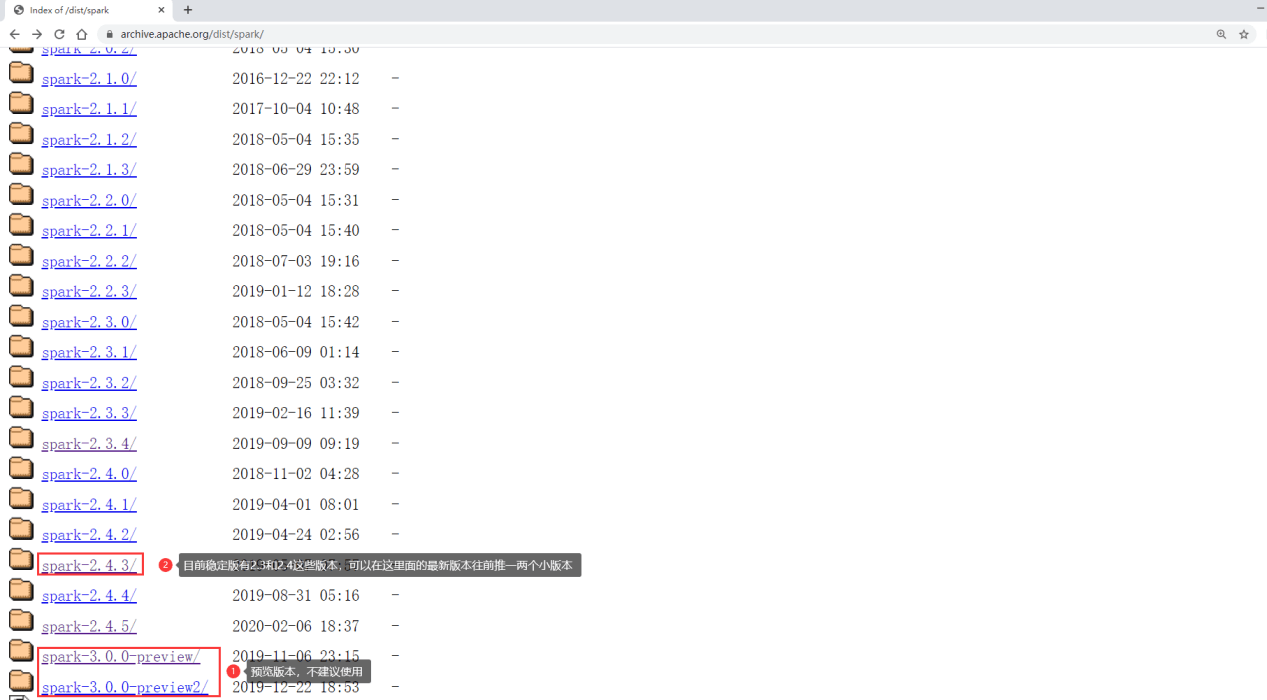 Index of /dist/spark
archive.apache.org/dist/spark/
spark-2.0.2/ 2018-05-04 15:30
spark-2.1.0/ 2016-12-22 22:12 -
spark-2.1.1/ 2017-10-04 10:48 -
spark-2.1.2/ 2018-05-04 15:35 -
spark-2.1.3/ 2018-06-29 23:59 -
spark-2.2.0/ 2018-05-04 15:31 -
spark-2.2.1/ 2018-05-04 15:40 -
spark-2.2.2/ 2018-07-03 19:16 -
spark-2.2.3/ 2019-01-12 18:28 -
spark-2.3.0/ 2018-05-04 15:42 -
spark-2.3.1/ 2018-06-09 01:14 -
spark-2.3.2/ 2018-09-25 03:32 -
spark-2.3.3/ 2019-02-16 11:39 -
spark-2.3.4/ 2019-09-09 09:19 -
spark-2.4.0/ 2018-11-02 04:28 -
spark-2.4.1/ 2019-04-01 08:01 -
spark-2.4.2/ 2019-04-24 02:56 -
spark-2.4.3/ 2 目前稳定版有2.3和2.4这些版本，可以在这里面的最新版本往前推一两个小版本
spark-2.4.4/ 2019-08-31 05:16 -
spark-2.4.5/ 2020-02-06 18:37 -
spark-3.0.0-preview/ 2019-11-06 23:15 -
1 预览版本，不建议使用
spark-3.0.0-preview2/ 2019-12-22 18:53 -